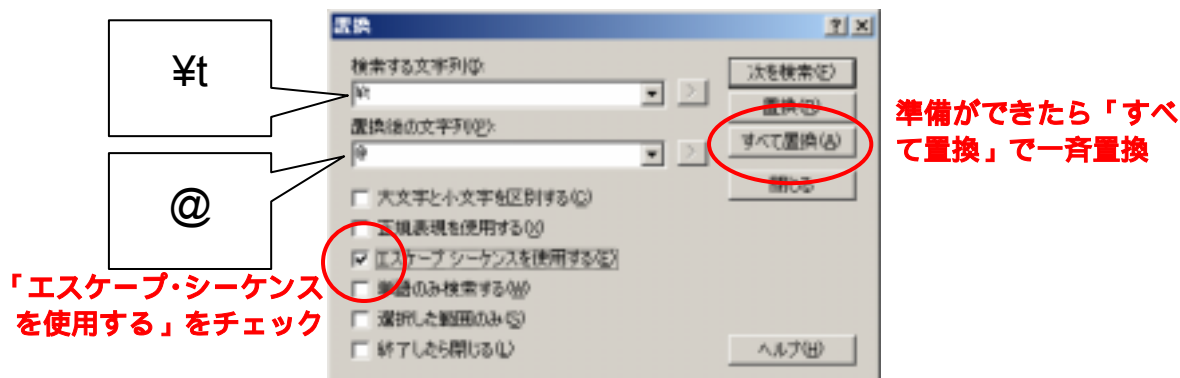 ¥t
@
「エスケープ・シーケンス
を使用する」をチェック
置換
検索する文字列(I):
¥t
置換後の文字列(P):
@
大文字と小文字を区別する(C)
正規表現を使用する(X)
エスケープ シーケンスを使用する(E)
単語のみ検索する(W)
選択した範囲のみ(S)
終了したら閉じる(L)
次を検索(F)
置換(R)
すべて置換(A)
閉じる
ヘルプ(H)
準備ができたら「すべ
て置換」で一斉置換